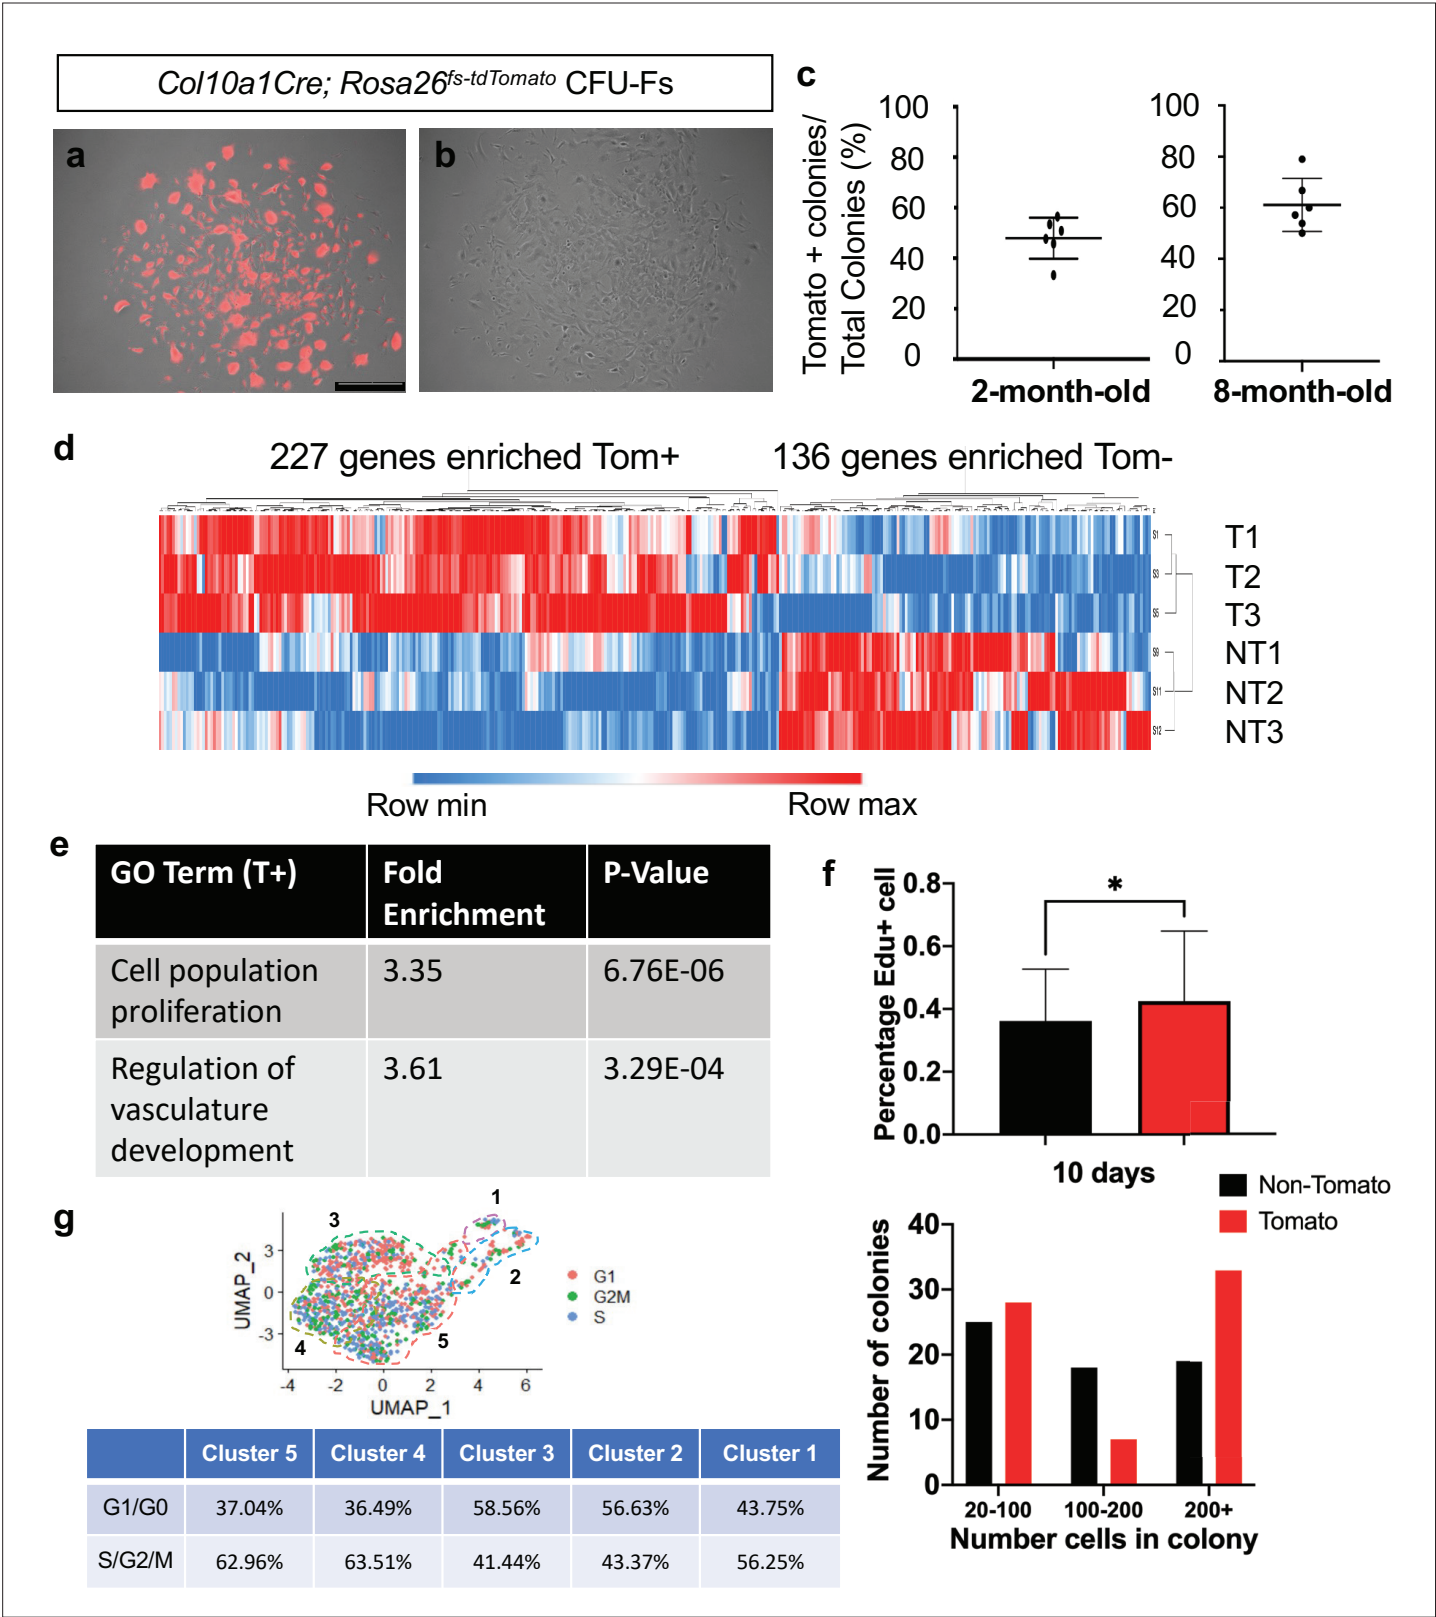 Col10a1Cre; Rosa26fs-tdTomato CFU-Fs
a
b
c
Tomato + colonies/
Total Colonies (%)
100
80
60
40
20
0
2-month-old
100
80
60
40
20
0
8-month-old
d
227 genes enriched Tom+
136 genes enriched Tom-
S1
S3
S5
S9
S11
S12
T1
T2
T3
NT1
NT2
NT3
Row min
Row max
e
GO Term (T+)
Fold
Enrichment
P-Value
Cell population
proliferation
3.35
6.76E-06
Regulation of
vasculature
development
3.61
3.29E-04
f
Percentage Edu+ cell
0.8
0.6
0.4
0.2
0.0
*
10 days
Non-Tomato
Tomato
Number of colonies
40
30
20
10
0
20-100
100-200
200+
Number cells in colony
g
UMAP_2
3
0
-3
-4
-2
0
2
4
6
UMAP_1
1
2
3
4
5
G1
G2M
S
Cluster 5
Cluster 4
Cluster 3
Cluster 2
Cluster 1
G1/G0
37.04%
36.49%
58.56%
56.63%
43.75%
S/G2/M
62.96%
63.51%
41.44%
43.37%
56.25%